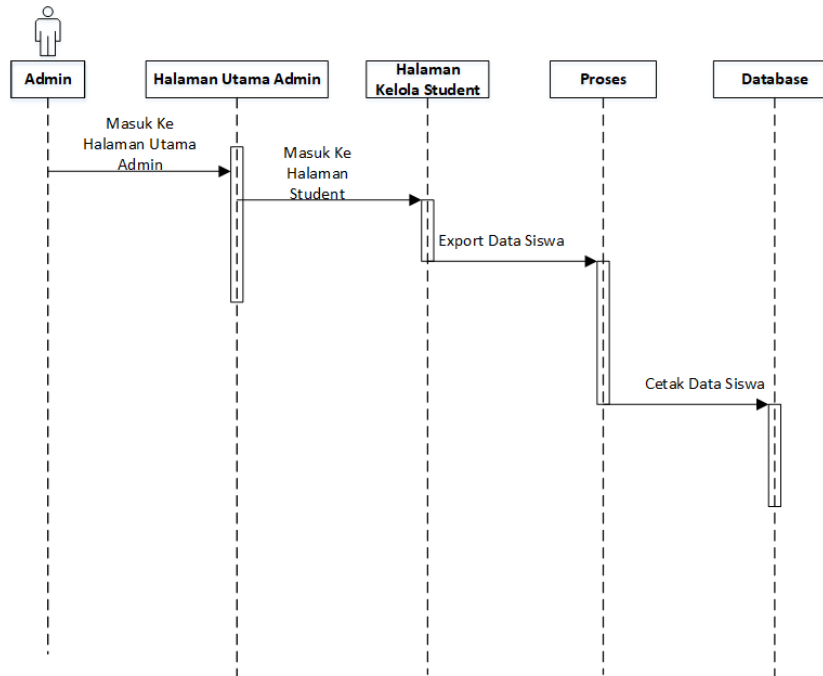 Admin
Halaman Utama Admin
Halaman
Kelola Student
Proses
Database
Masuk Ke
Halaman Utama
Admin
Masuk Ke
Halaman
Student
Export Data Siswa
Cetak Data Siswa